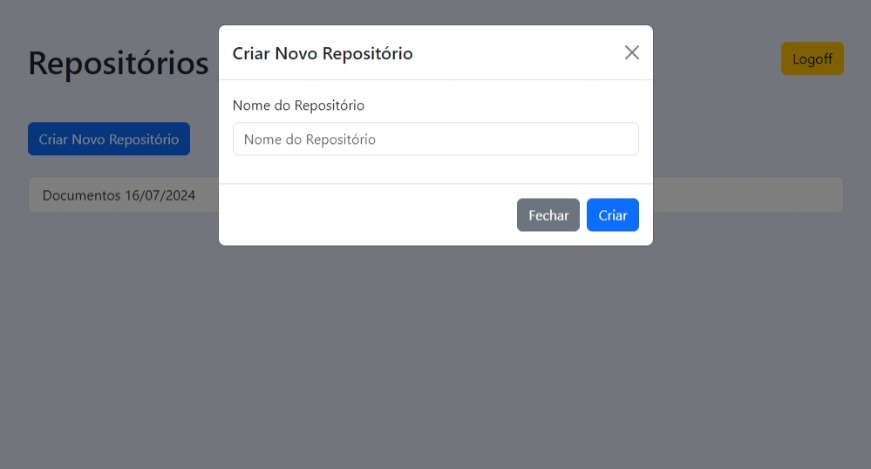 Repositórios
Logoff
Criar Novo Repositório
Documentos 16/07/2024
Criar Novo Repositório
Nome do Repositório
Nome do Repositório
Fechar
Criar